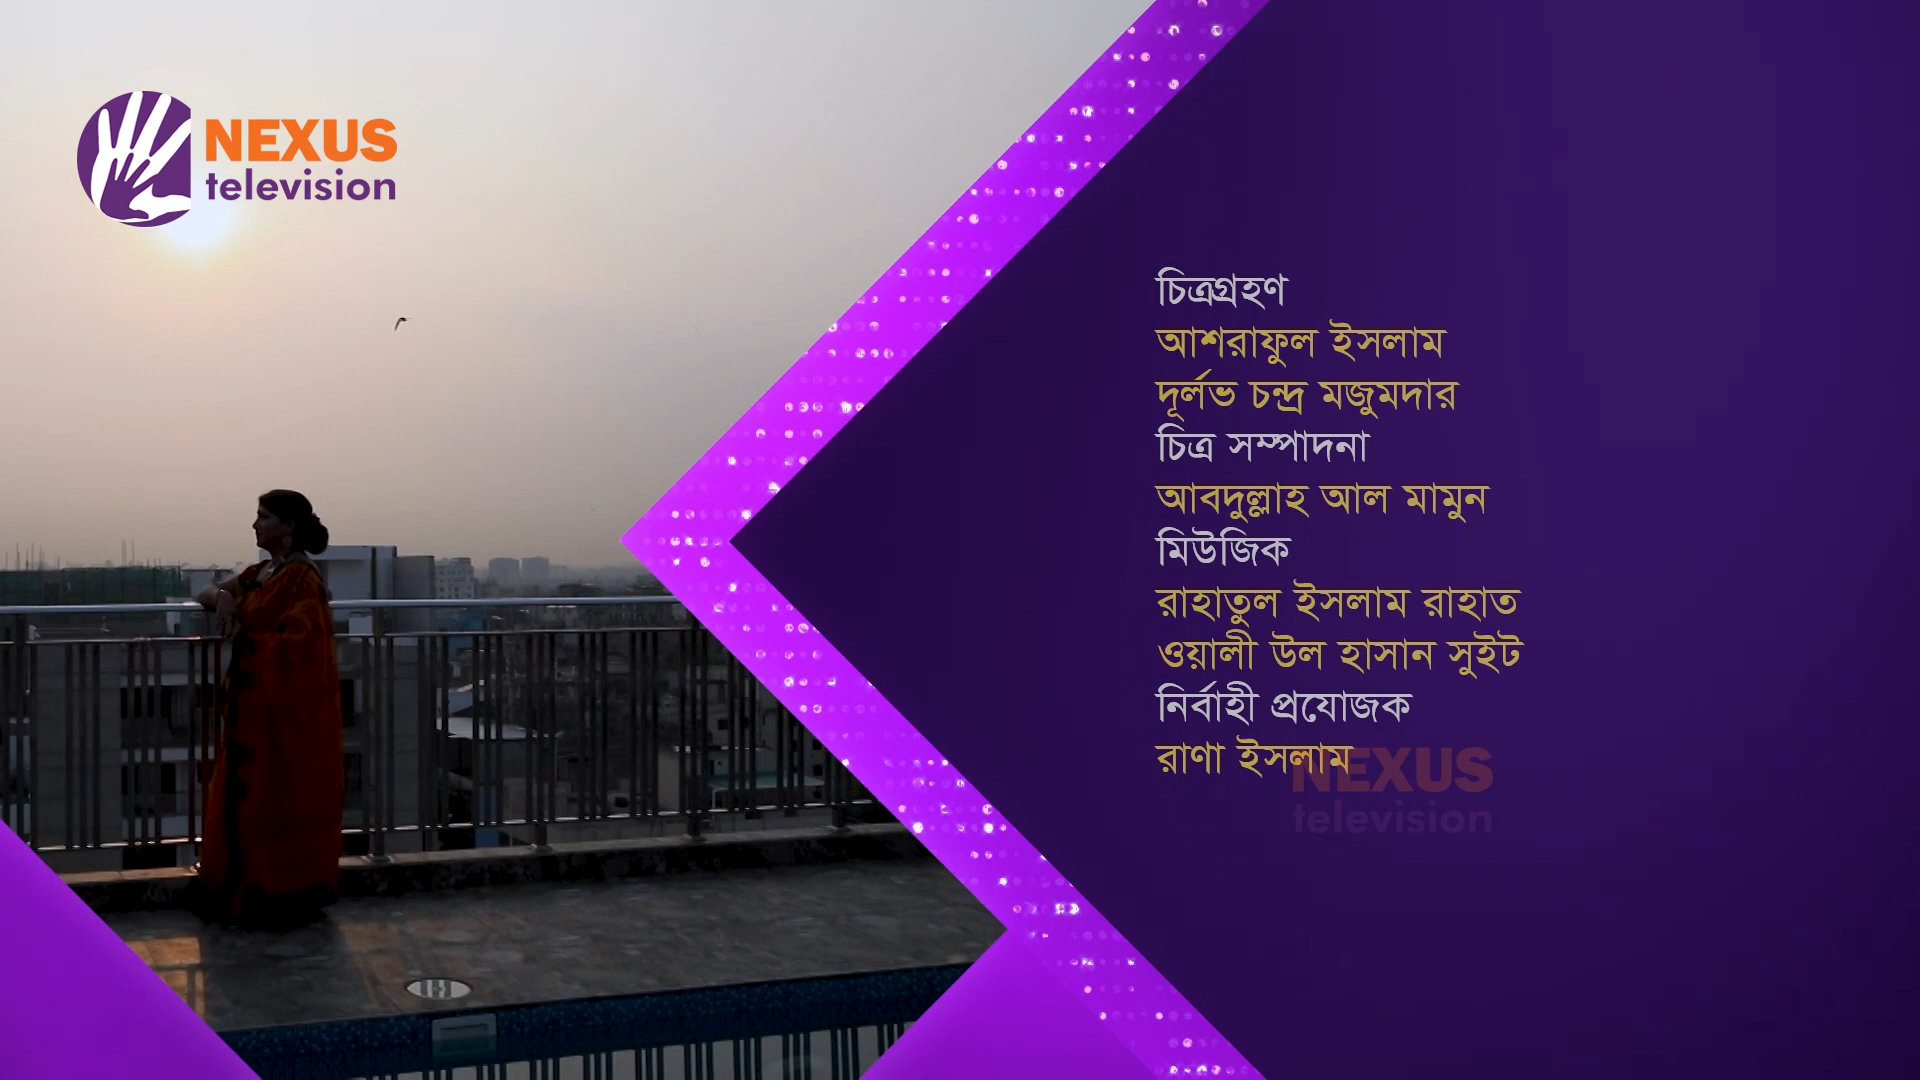 NEXUS
television
চিত্রগ্রহণ
আশরাফুল ইসলাম
দূর্লভ চন্দ্র মজুমদার
চিত্র সম্পাদনা
আবদুল্লাহ আল মামুন
মিউজিক
রাহাতুল ইসলাম রাহাত
ওয়ালী উল হাসান সুইট
নির্বাহী প্রযোজক
রাণা ইসলাম
NEXUS
television